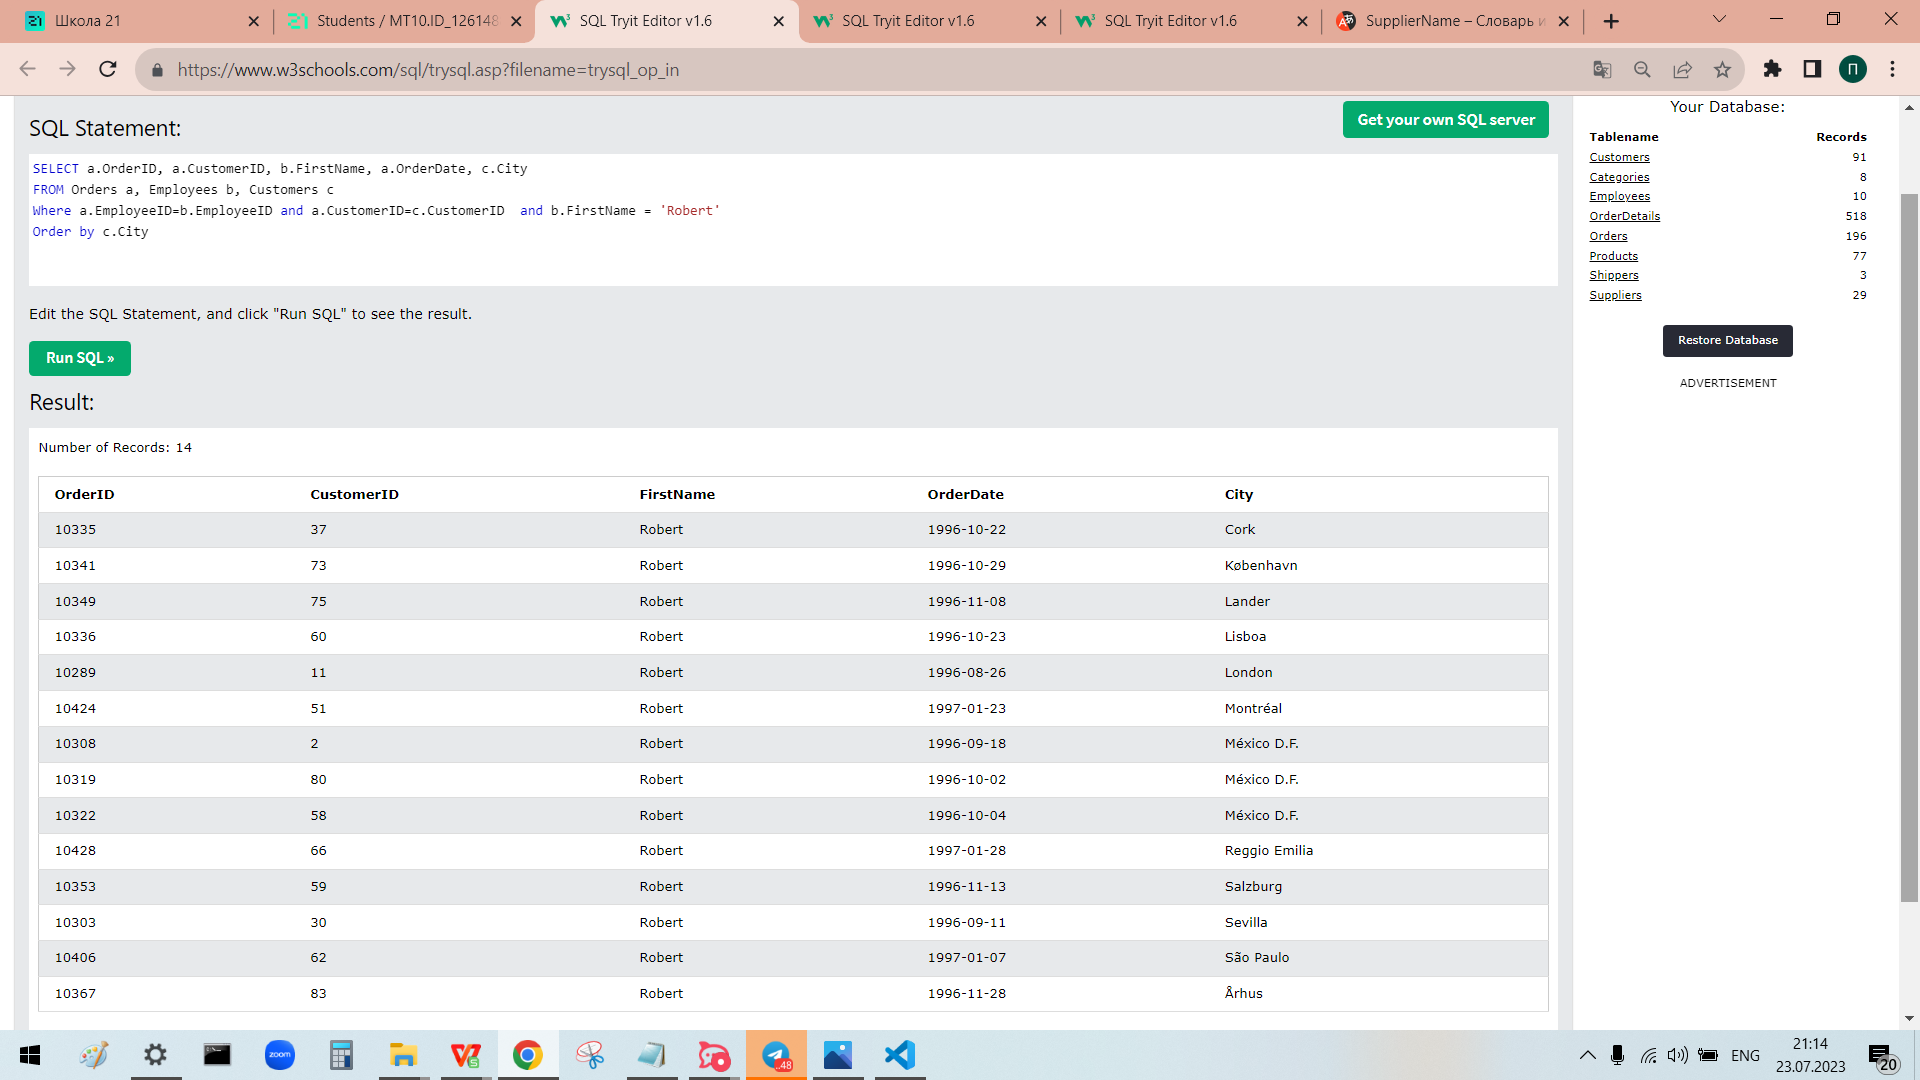 Школа 21
Students / MT10.ID_126148
SQL Tryit Editor v1.6
SQL Tryit Editor v1.6
SQL Tryit Editor v1.6
SupplierName – Словарь и
https://www.w3schools.com/sql/trysql.asp?filename=trysql_op_in
П
SQL Statement:
Get your own SQL server
SELECT a.OrderID, a.CustomerID, b.FirstName, a.OrderDate, c.City
FROM Orders a, Employees b, Customers c
Where a.EmployeeID=b.EmployeeID and a.CustomerID=c.CustomerID  and b.FirstName = 'Robert'
Order by c.City
Edit the SQL Statement, and click "Run SQL" to see the result.
Run SQL »
Result:
Number of Records: 14
OrderID CustomerID FirstName OrderDate City
10335 37 Robert 1996-10-22 Cork
10341 73 Robert 1996-10-29 København
10349 75 Robert 1996-11-08 Lander
10336 60 Robert 1996-10-23 Lisboa
10289 11 Robert 1996-08-26 London
10424 51 Robert 1997-01-23 Montréal
10308 2 Robert 1996-09-18 México D.F.
10319 80 Robert 1996-10-02 México D.F.
10322 58 Robert 1996-10-04 México D.F.
10428 66 Robert 1997-01-28 Reggio Emilia
10353 59 Robert 1996-11-13 Salzburg
10303 30 Robert 1996-09-11 Sevilla
10406 62 Robert 1997-01-07 São Paulo
10367 83 Robert 1996-11-28 Århus
Your Database:
Tablename Records
Customers 91
Categories 8
Employees 10
OrderDetails 518
Orders 196
Products 77
Shippers 3
Suppliers 29
Restore Database
ADVERTISEMENT
zoom
ENG
21:14
23.07.2023
20